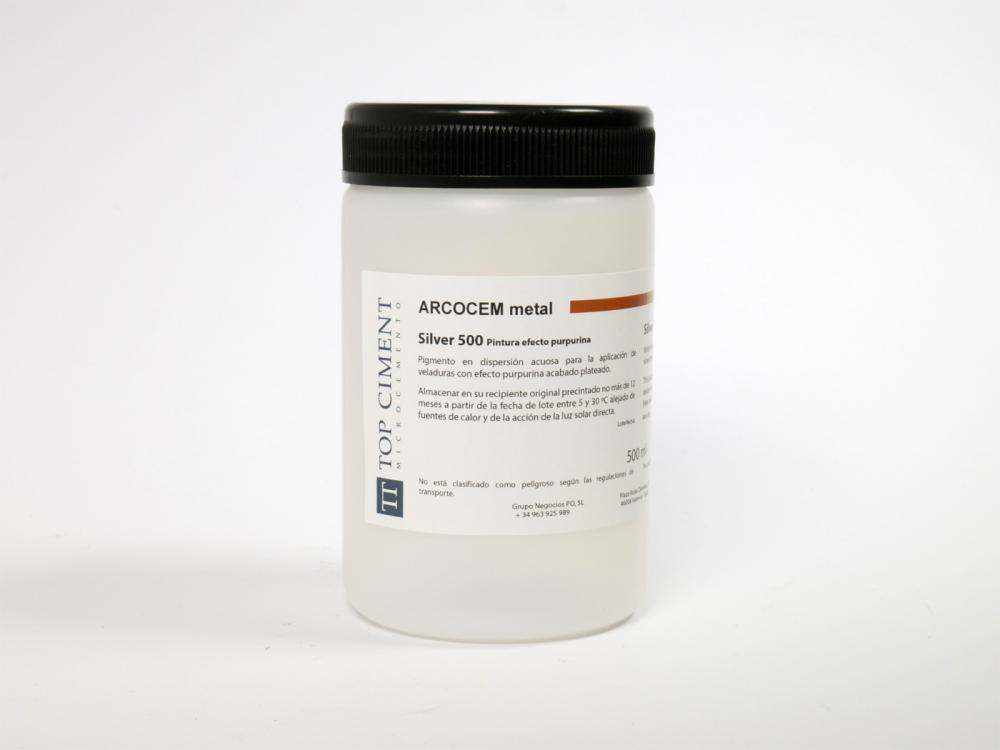 TOP CIMENT
MICROCEMENTO
ARCOCEM metal
Silver 500 Pintura efecto purpurina
Pigmento en dispersión acuosa para la aplicación de
veladuras con efecto purpurina acabado plateado.
Almacenar en su recipiente original precintado no más de 12
meses a partir de la fecha de lote entre 5 y 30 ºC alejado de
fuentes de calor y de la acción de la luz solar directa.
Lote/fecha:
500 ml
No está clasificado como peligroso según las regulaciones de
transporte.
Grupo Negocios PO, SL
+ 34 963 925 989